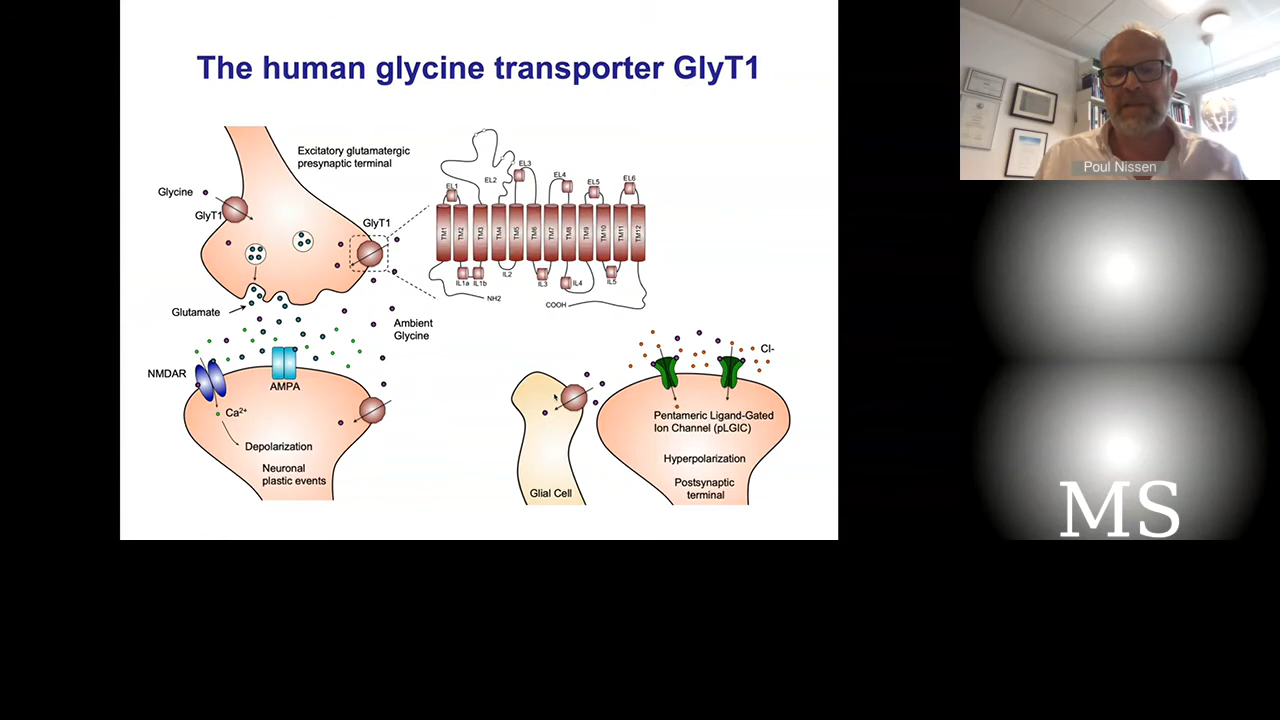 The human glycine transporter GlyT1
Excitatory glutamatergic
presynaptic terminal
Glycine
GlyT1
GlyT1
Glutamate
Ambient
Glycine
EL1
EL2
EL3
EL4
EL5
EL6
TM1
TM2
TM3
TM4
TM5
TM6
TM7
TM8
TM9
TM10
TM11
TM12
IL1a
IL1b
IL2
IL3
IL4
IL5
NH2
COOH
NMDAR
AMPA
Ca2+
Depolarization
Neuronal
plastic events
Cl-
Pentameric Ligand-Gated
Ion Channel (pLGIC)
Hyperpolarization
Postsynaptic
terminal
Glial Cell
Poul Nissen
MS